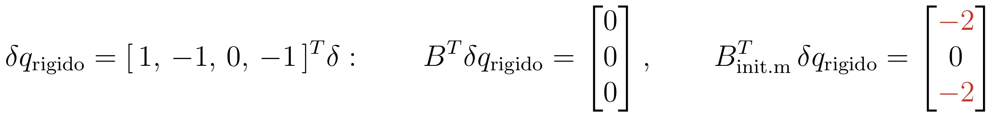 δq_rigido = [ 1, −1, 0, −1 ]^T δ :   B^T δq_rigido = [0 0 0] ,   B^T_init.m δq_rigido = [−2 0 −2]